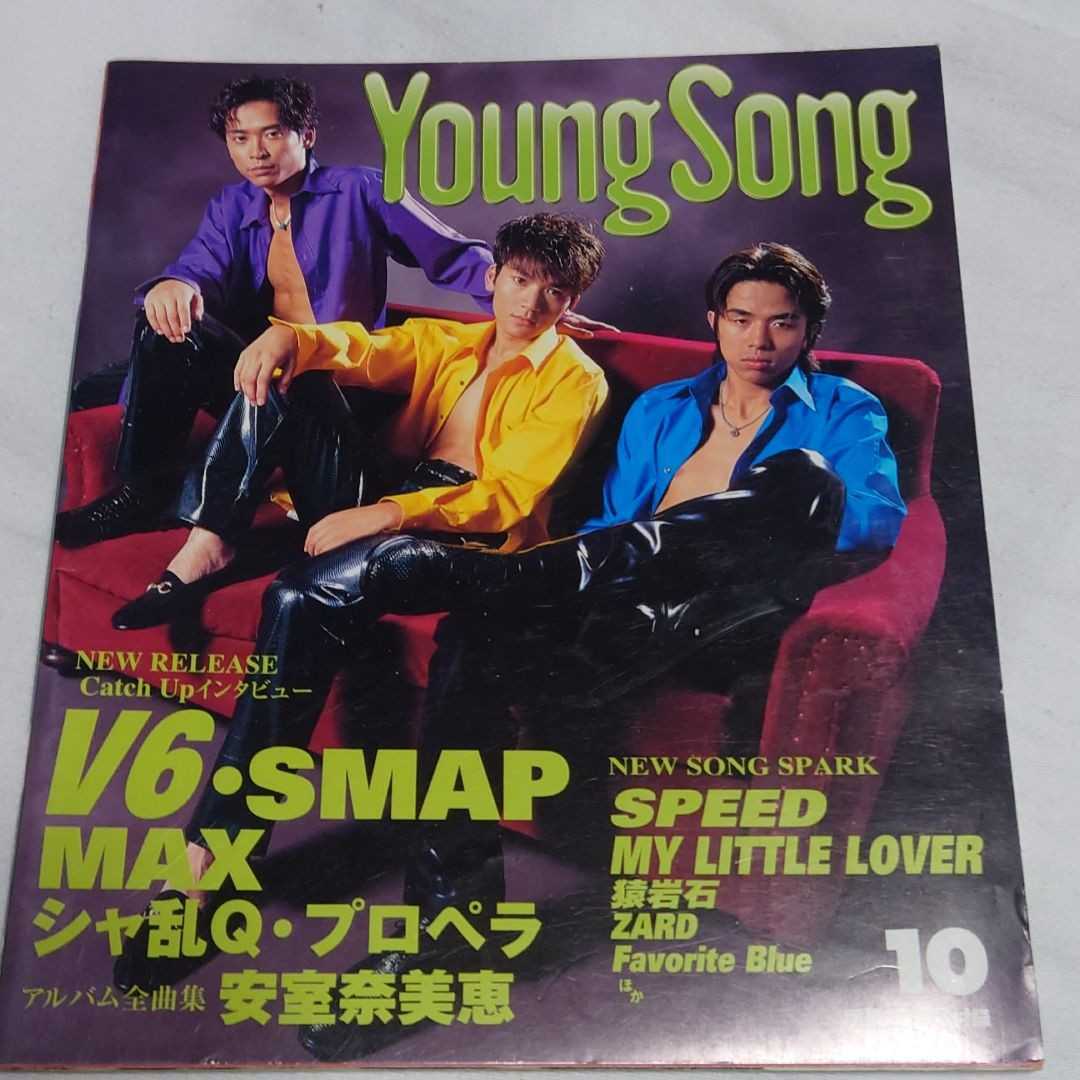 Young Song
NEW RELEASE
Catch Upインタビュー
V6・SMAP
MAX
シャ乱Q・プロペラ
アルバム全曲集 安室奈美恵
NEW SONG SPARK
SPEED
MY LITTLE LOVER
猿岩石
ZARD
Favorite Blue
ほか
10